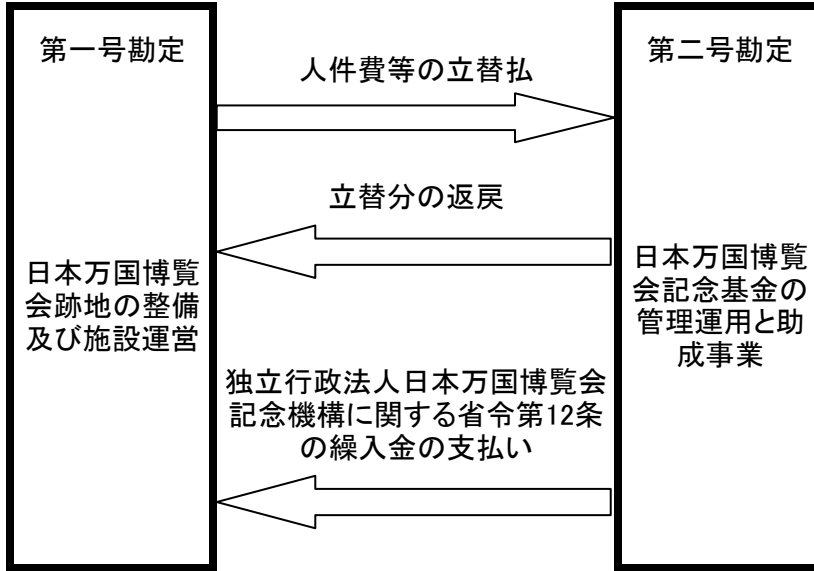 第一号勘定
日本万国博覧
会跡地の整備
及び施設運営
人件費等の立替払
立替分の返戻
独立行政法人日本万国博覧会
記念機構に関する省令第12条
の繰入金の支払い
第二号勘定
日本万国博覧
会記念基金の
管理運用と助
成事業